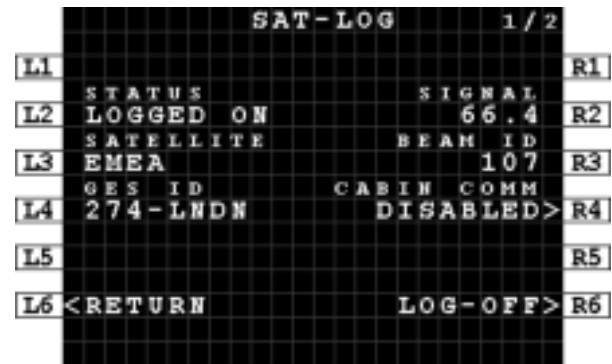 SAT-LOG 1/2
L1 R1
STATUS SIGNAL
L2 LOGGED ON 66.4 R2
SATELLITE BEAM ID
L3 EMEA 107 R3
GES ID CABIN COMM
L4 274-LNDN DISABLED> R4
L5 R5
L6 <RETURN LOG-OFF> R6